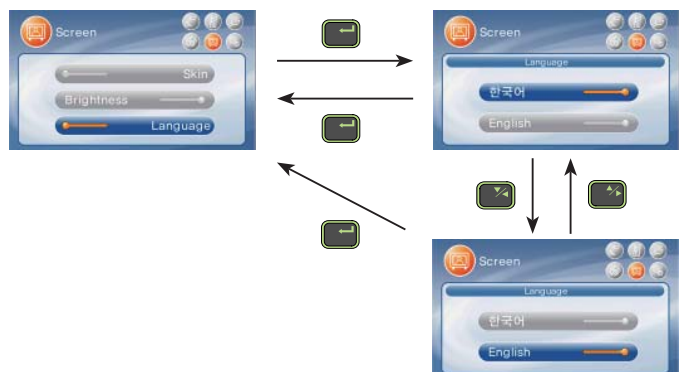 Screen
Skin
Brightness
Language
Screen
Language
한국어
English
Screen
Language
한국어
English